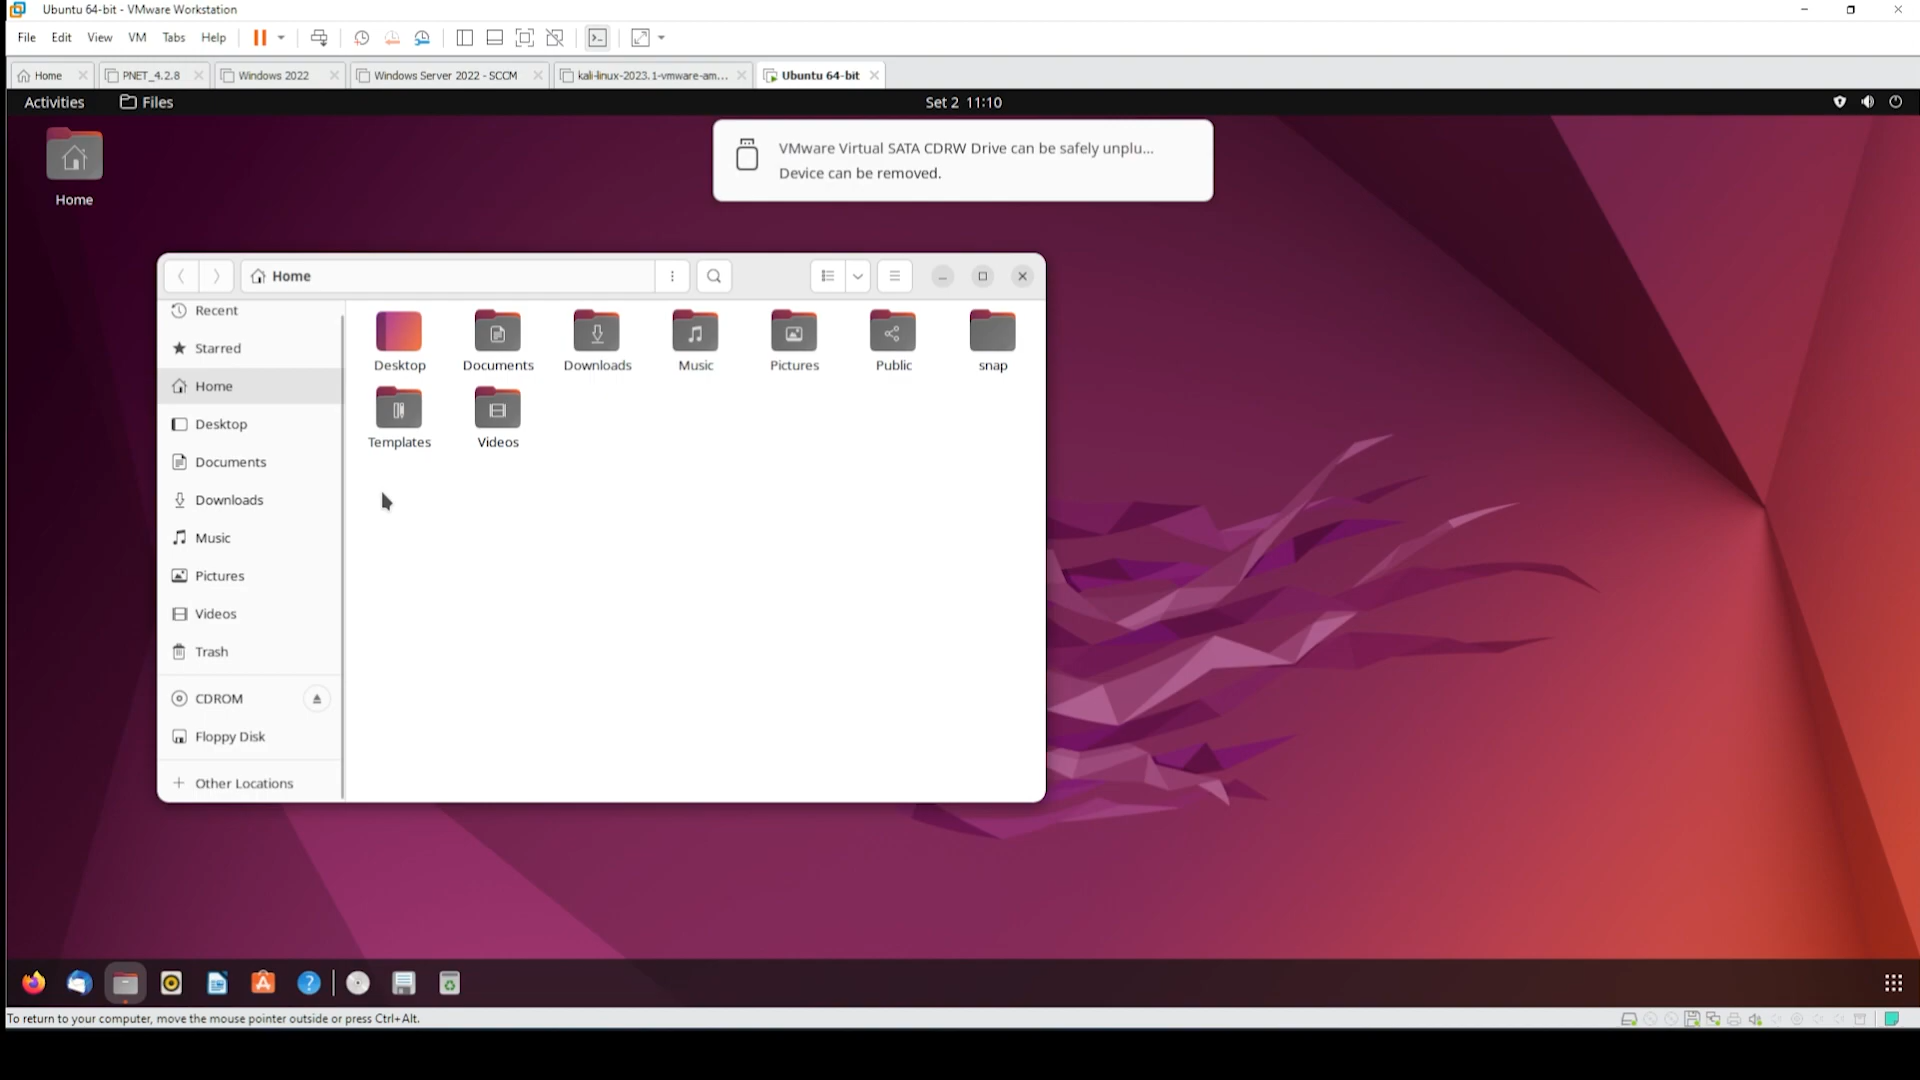 Ubuntu 64-bit - VMware Workstation
File Edit View VM Tabs Help
Home PNET_4.2.8 Windows 2022 Windows Server 2022 - SCCM kali-linux-2023.1-vmware-am... Ubuntu 64-bit
Activities Files Set 2 11:10
Home
VMware Virtual SATA CDRW Drive can be safely unplu...
Device can be removed.
Home
Recent
Starred
Home
Desktop
Documents
Downloads
Music
Pictures
Videos
Trash
CDROM
Floppy Disk
Other Locations
Desktop Documents Downloads Music Pictures Public snap
Templates Videos
To return to your computer, move the mouse pointer outside or press Ctrl+Alt.